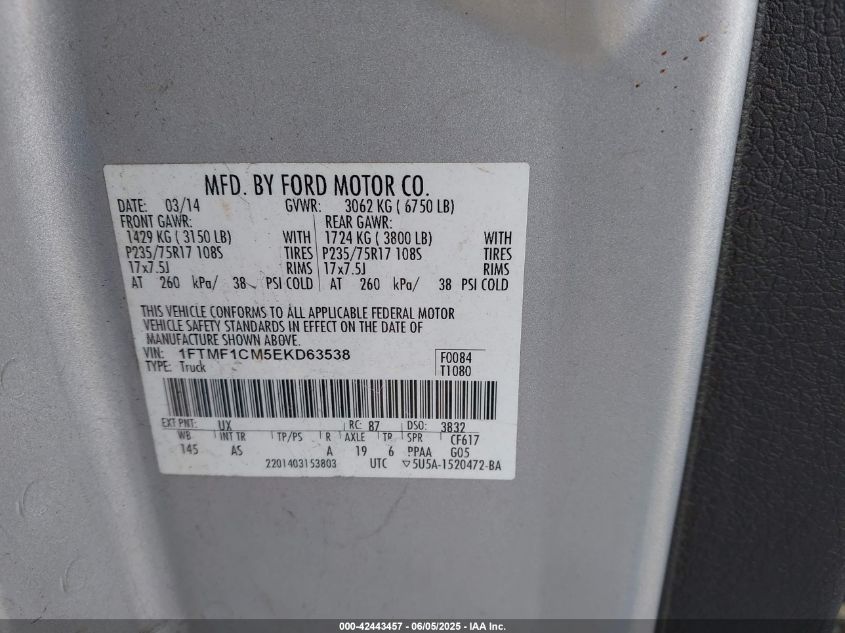 MFD. BY FORD MOTOR CO.
DATE: 03/14 GVWR: 3062 KG ( 6750 LB)
FRONT GAWR: REAR GAWR:
1429 KG ( 3150 LB) WITH 1724 KG ( 3800 LB) WITH
P235/75R17 108S TIRES P235/75R17 108S TIRES
17x7.5J RIMS 17x7.5J RIMS
AT 260 kPa/ 38 PSI COLD AT 260 kPa/ 38 PSI COLD
THIS VEHICLE CONFORMS TO ALL APPLICABLE FEDERAL MOTOR
VEHICLE SAFETY STANDARDS IN EFFECT ON THE DATE OF
MANUFACTURE SHOWN ABOVE.
VIN: 1FTMF1CM5EKD63538 F0084
TYPE: Truck T1080
EXT PNT: UX RC: 87 DSO: 3B32
WB INT TR TP/PS R AXLE TR SPR CF617
145 AS A 19 6 PPAA G05
2201403153803 UTC ▽5U5A-1520472-BA
000-42443457 - 06/05/2025 - IAA Inc.